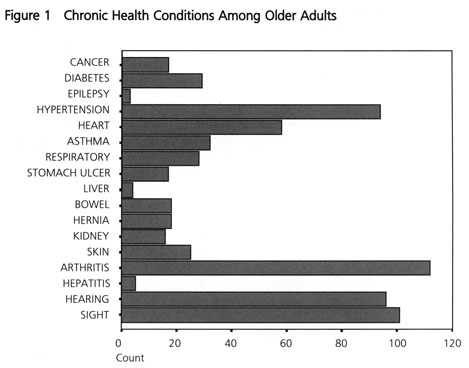 Figure 1 Chronic Health Conditions Among Older Adults
CANCER
DIABETES
EPILEPSY
HYPERTENSION
HEART
ASTHMA
RESPIRATORY
STOMACH ULCER
LIVER
BOWEL
HERNIA
KIDNEY
SKIN
ARTHRITIS
HEPATITIS
HEARING
SIGHT
0 20 40 60 80 100 120
Count